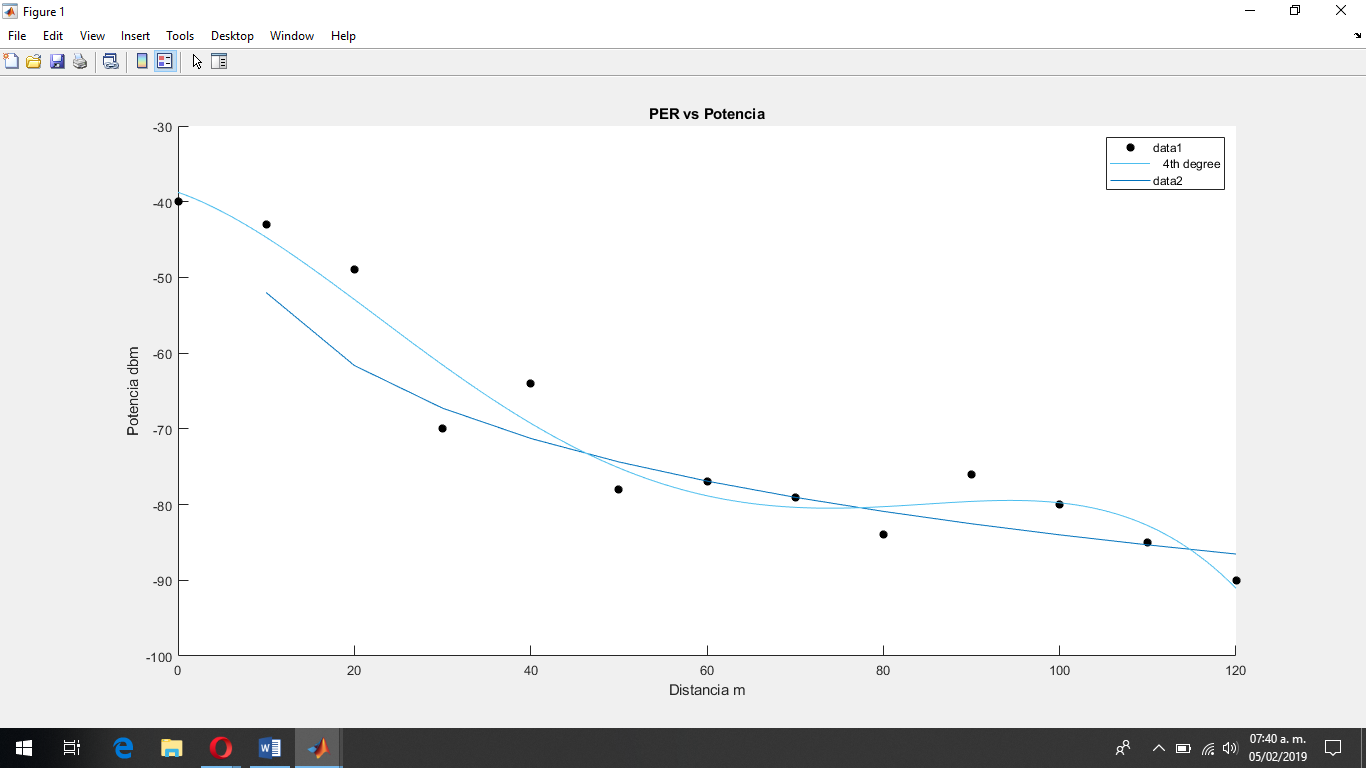 Figure 1
File Edit View Insert Tools Desktop Window Help
PER vs Potencia
data1
4th degree
data2
-30
-40
-50
-60
-70
-80
-90
-100
Potencia dbm
0 20 40 60 80 100 120
Distancia m
07:40 a. m.
05/02/2019